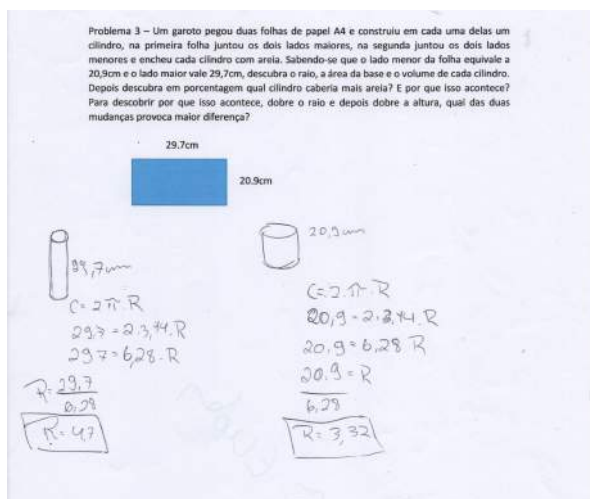 Problema 3 – Um garoto pegou duas folhas de papel A4 e construiu em cada uma delas um
cilindro, na primeira folha juntou os dois lados maiores, na segunda juntou os dois lados
menores e encheu cada cilindro com areia. Sabendo-se que o lado menor da folha equivale a
20,9cm e o lado maior vale 29,7cm, descubra o raio, a área da base e o volume de cada cilindro.
Depois descubra em porcentagem qual cilindro caberia mais areia? E por que isso acontece?
Para descobrir por que isso acontece, dobre o raio e depois dobre a altura, qual das duas
mudanças provoca maior diferença?
29.7cm
20.9cm
29,7cm
C= 2π.R
29.7=2.3,14.R
29.7=6,28.R
R=29,7
6,28
R=4,7
20,9cm
C=2.π.R
20,9=2.3,14.R
20,9=6,28 R
20.9=R
6,28
R=3,32